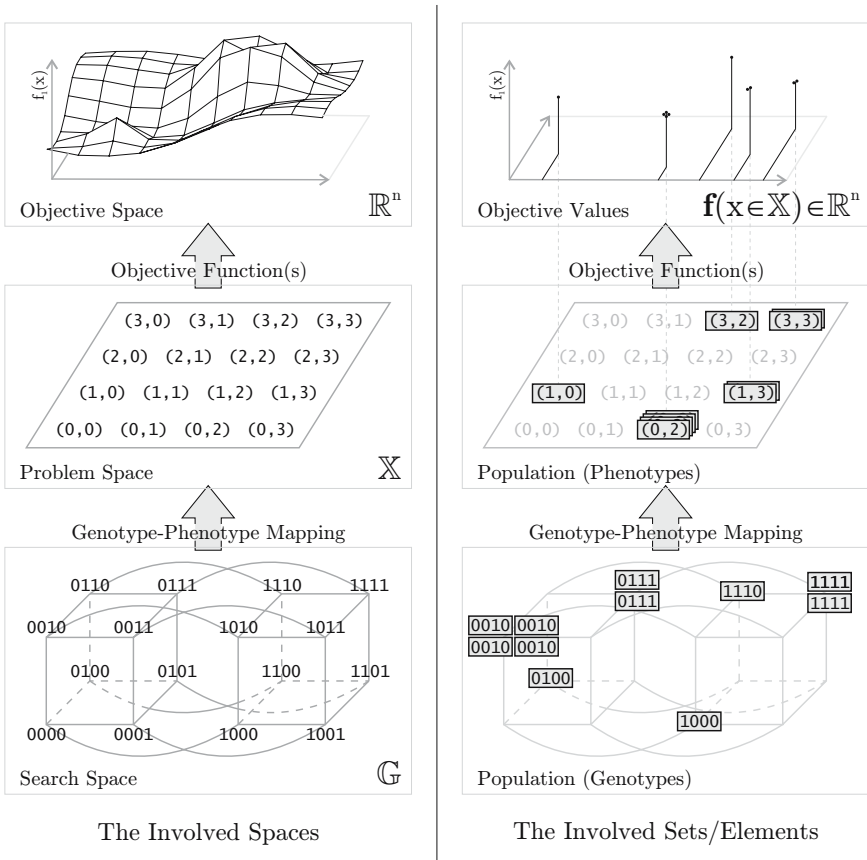 f₁(x)
Objective Space
ℝⁿ
Objective Function(s)
(3,0) (3,1) (3,2) (3,3)
(2,0) (2,1) (2,2) (2,3)
(1,0) (1,1) (1,2) (1,3)
(0,0) (0,1) (0,2) (0,3)
Problem Space
𝕏
Genotype-Phenotype Mapping
0110 0111 1110 1111
0010 0011 1010 1011
0100 0101 1100 1101
0000 0001 1000 1001
Search Space
𝔾
The Involved Spaces
f₁(x)
Objective Values
f(x∈𝕏)∈ℝⁿ
Objective Function(s)
(3,0) (3,1) (3,2) (3,3)
(2,0) (2,1) (2,2) (2,3)
(1,0) (1,1) (1,2) (1,3)
(0,0) (0,1) (0,2) (0,3)
Population (Phenotypes)
Genotype-Phenotype Mapping
0111 1110 1111
0111 1111
0010 0010
0010 0010
0100
1000
Population (Genotypes)
The Involved Sets/Elements